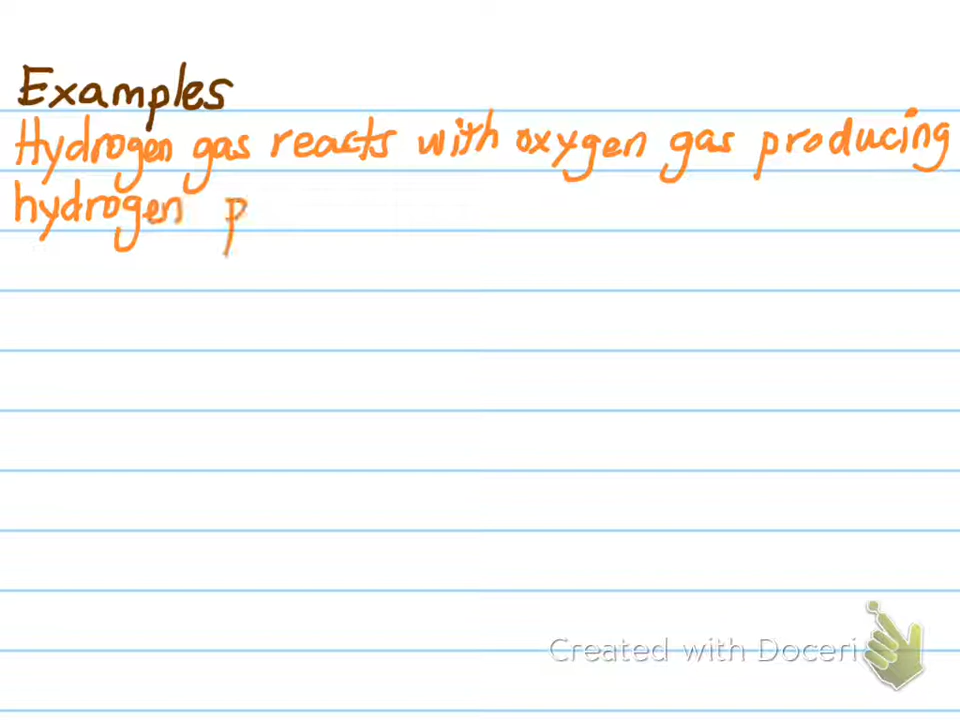 Examples
Hydrogen gas reacts with oxygen gas producing
hydrogen p
Created with Doceri